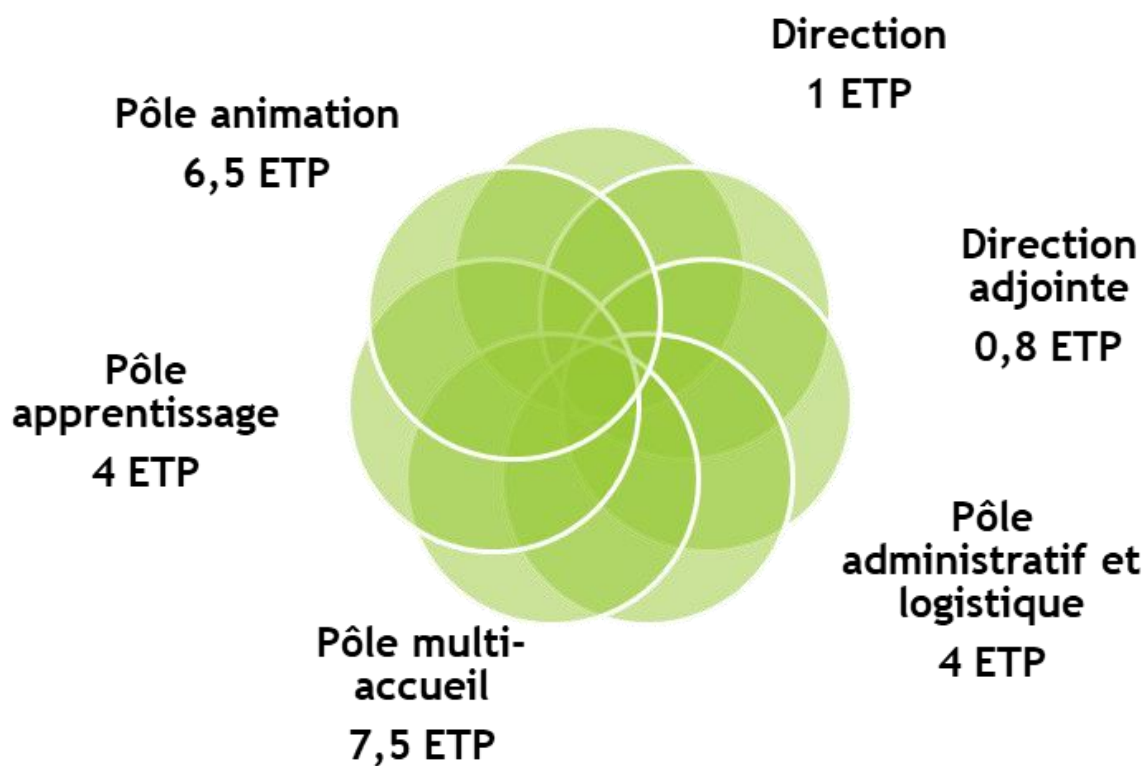 Direction
1 ETP
Direction
adjointe
0,8 ETP
Pôle
administratif et
logistique
4 ETP
Pôle multi-
accueil
7,5 ETP
Pôle
apprentissage
4 ETP
Pôle animation
6,5 ETP